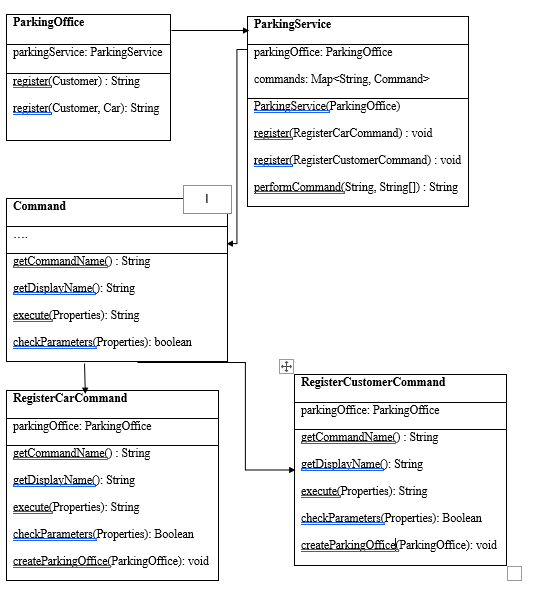 ParkingOffice
parkingService: ParkingService
register(Customer) : String
register(Customer, Car): String
ParkingService
parkingOffice: ParkingOffice
commands: Map<String, Command>
ParkingService(ParkingOffice)
register(RegisterCarCommand) : void
register(RegisterCustomerCommand) : void
performCommand(String, String[]) : String
I
Command
....
getCommandName() : String
getDisplayName(): String
execute(Properties): String
checkParameters(Properties): boolean
RegisterCarCommand
parkingOffice: ParkingOffice
getCommandName() : String
getDisplayName(): String
execute(Properties): String
checkParameters(Properties): Boolean
createParkingOffice(ParkingOffice): void
RegisterCustomerCommand
parkingOffice: ParkingOffice
getCommandName() : String
getDisplayName(): String
execute(Properties): String
checkParameters(Properties): Boolean
createParkingOffice(ParkingOffice): void